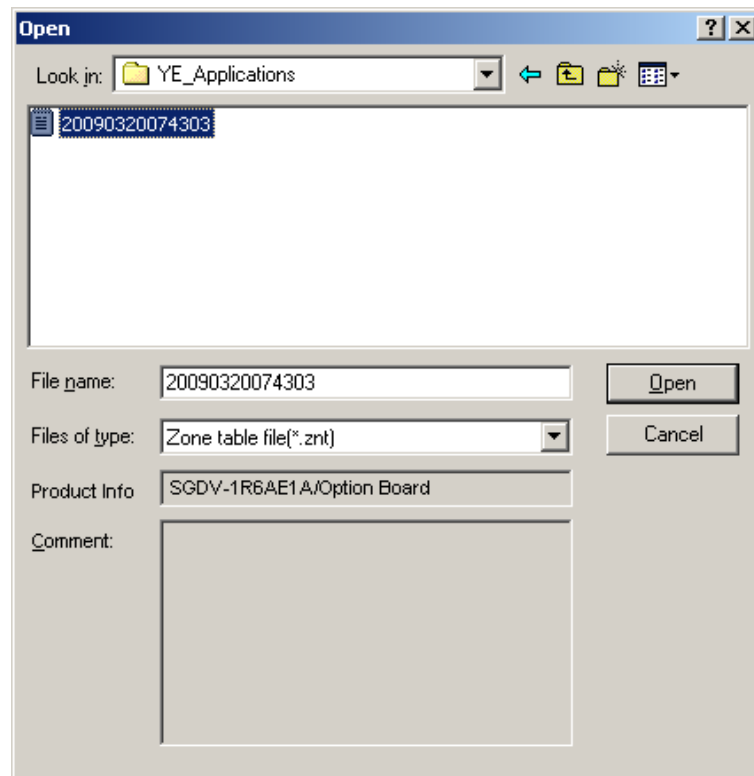 Open
Look in: YE_Applications
20090320074303
File name: 20090320074303 Open
Files of type: Zone table file(*.znt) Cancel
Product Info SGDV-1R6AE1A/Option Board
Comment: